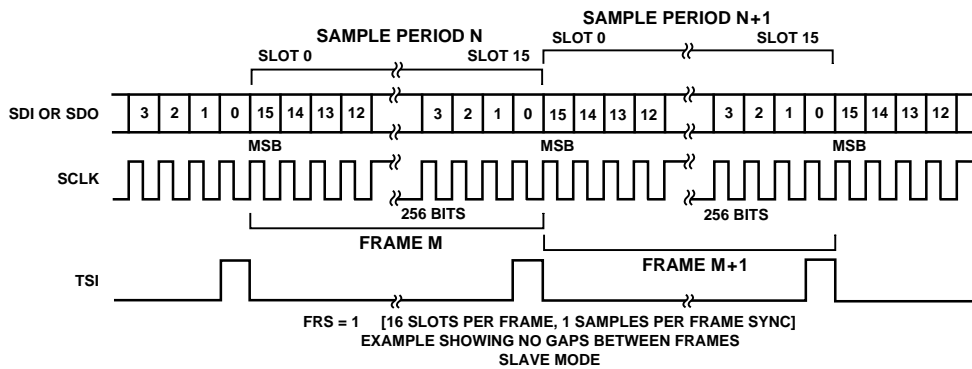 SAMPLE PERIOD N
SAMPLE PERIOD N+1
SLOT 0 SLOT 15
SLOT 0 SLOT 15
SDI OR SDO 3 2 1 0 15 14 13 12 3 2 1 0 15 14 13 12 3 2 1 0 15 14 13 12
MSB MSB MSB
SCLK
256 BITS 256 BITS
FRAME M
FRAME M+1
TSI
FRS = 1 [16 SLOTS PER FRAME, 1 SAMPLES PER FRAME SYNC]
EXAMPLE SHOWING NO GAPS BETWEEN FRAMES
SLAVE MODE